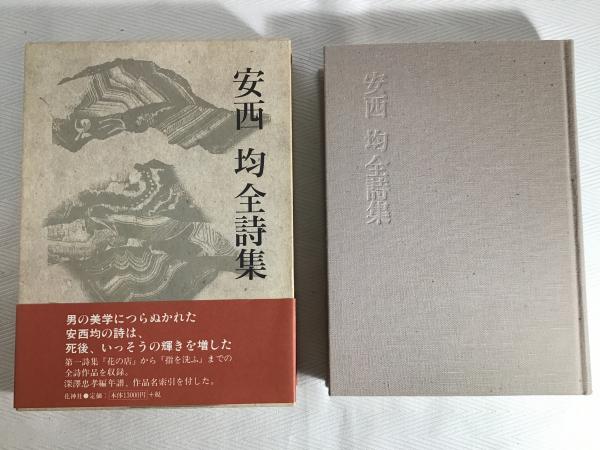 安西 均全詩集
男の美学につらぬかれた
安西均の詩は、
死後、いっそうの輝きを増した
第一詩集『花の店』から『指を洗ふ』までの
全詩作品を収録。
深澤忠孝編年譜、作品名索引を付した。
花神社●定価：本体13000円＋税
安西 均全詩集